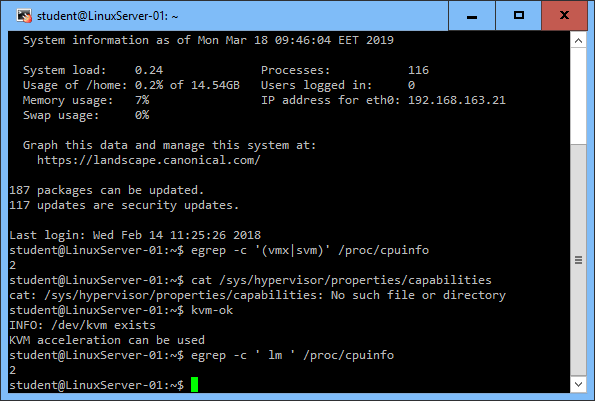 student@LinuxServer-01: ~
System information as of Mon Mar 18 09:46:04 EET 2019
System load: 0.24 Processes: 116
Usage of /home: 0.2% of 14.54GB Users logged in: 0
Memory usage: 7% IP address for eth0: 192.168.163.21
Swap usage: 0%
Graph this data and manage this system at:
https://landscape.canonical.com/
187 packages can be updated.
117 updates are security updates.
Last login: Wed Feb 14 11:25:26 2018
student@LinuxServer-01:~$ egrep -c '(vmx|svm)' /proc/cpuinfo
2
student@LinuxServer-01:~$ cat /sys/hypervisor/properties/capabilities
cat: /sys/hypervisor/properties/capabilities: No such file or directory
student@LinuxServer-01:~$ kvm-ok
INFO: /dev/kvm exists
KVM acceleration can be used
student@LinuxServer-01:~$ egrep -c ' lm ' /proc/cpuinfo
2
student@LinuxServer-01:~$